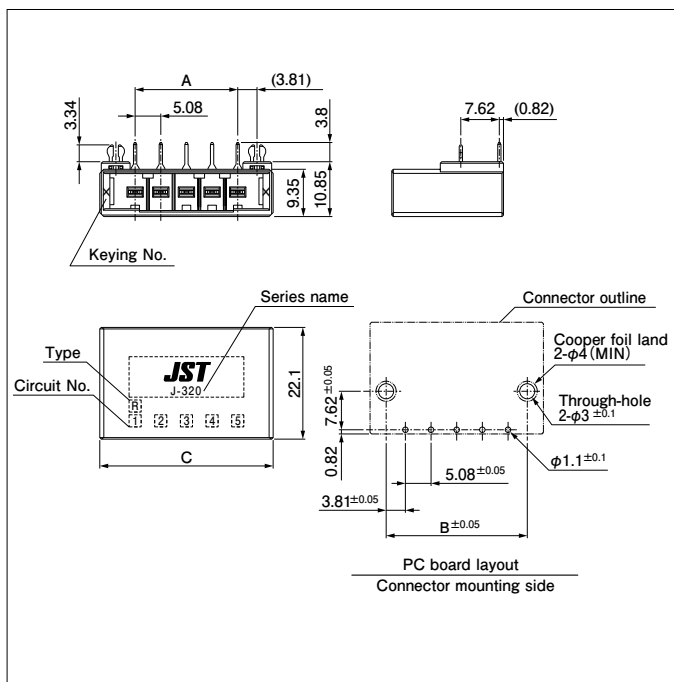 A
(3.81)
5.08
3.34
3.8
9.35
10.85
Keying No.
7.62
(0.82)
Series name
Type
Circuit No.
JST
J-320
R
1 2 3 4 5
22.1
C
Connector outline
Cooper foil land
2-φ4(MIN)
Through-hole
2-φ3 ±0.1
7.62±0.05
0.82
φ1.1±0.1
5.08±0.05
3.81±0.05
B±0.05
PC board layout
Connector mounting side